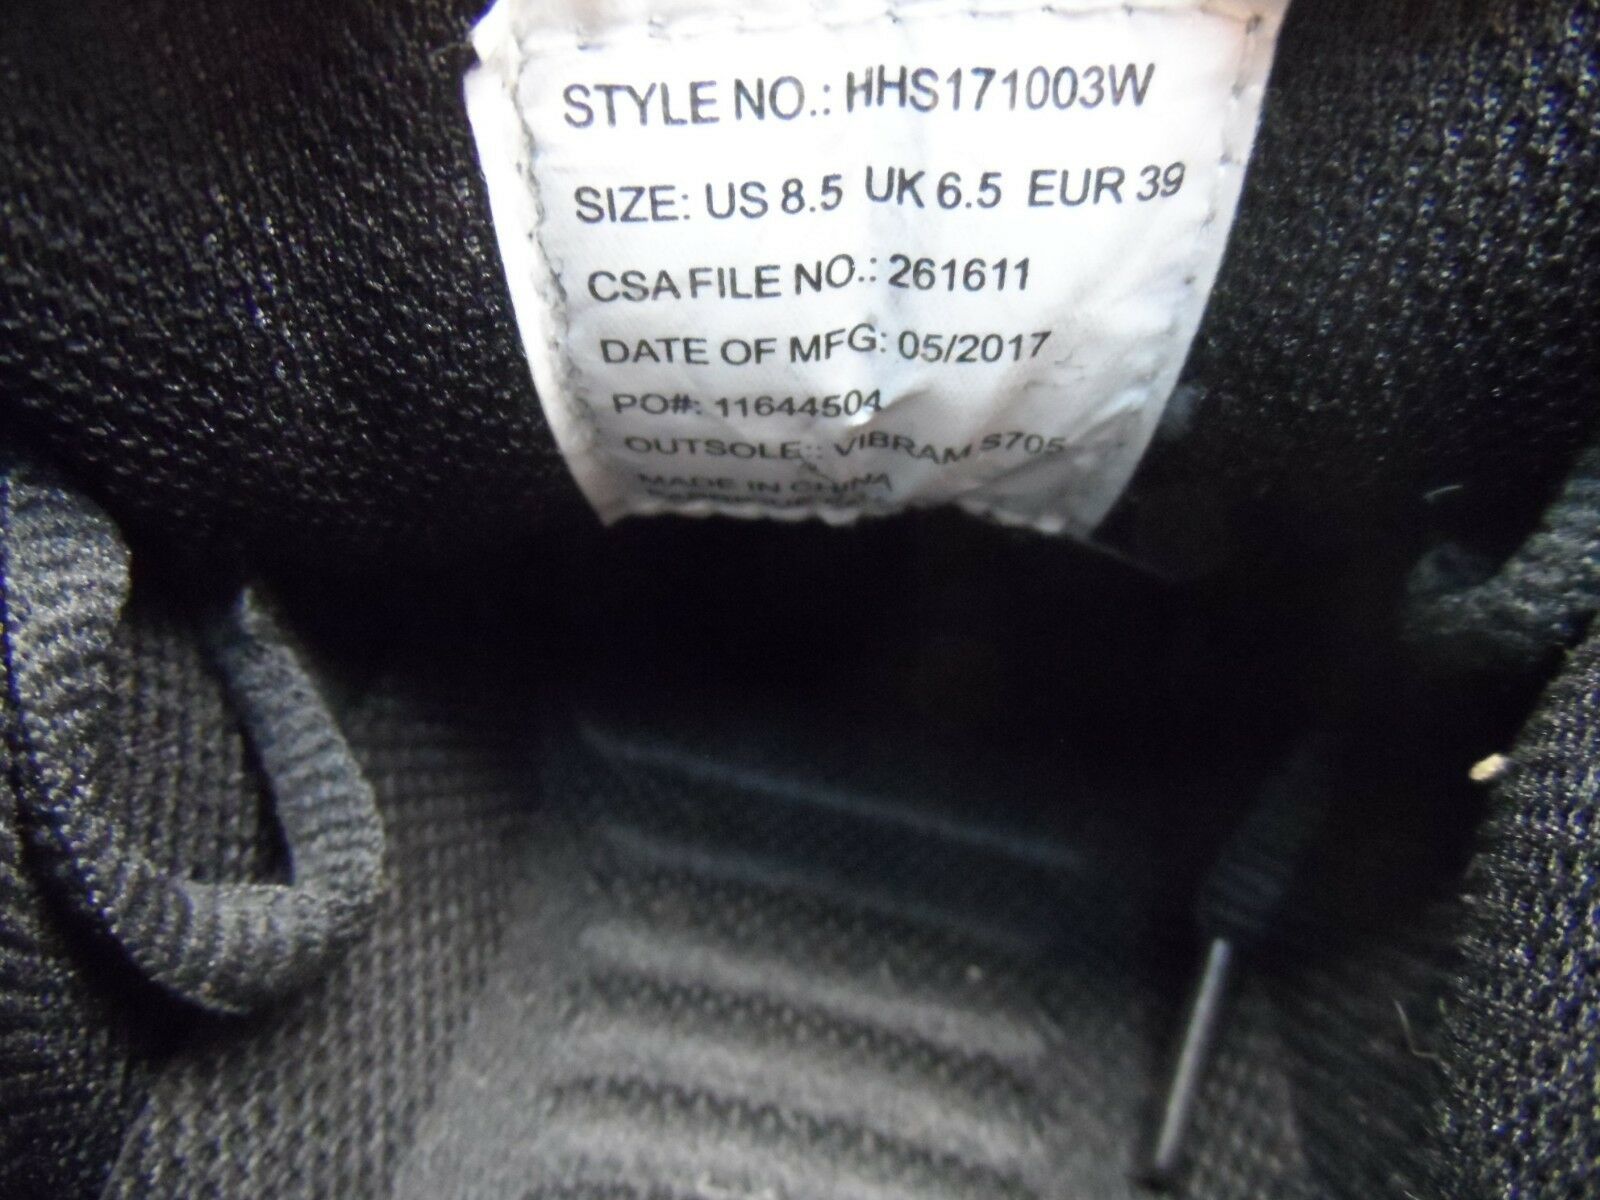 STYLE NO.: HHS171003W
SIZE: US 8.5 UK 6.5 EUR 39
CSA FILE NO.: 261611
DATE OF MFG: 05/2017
PO#: 11644504
OUTSOLE:: VIBRAM S705
MADE IN CHINA